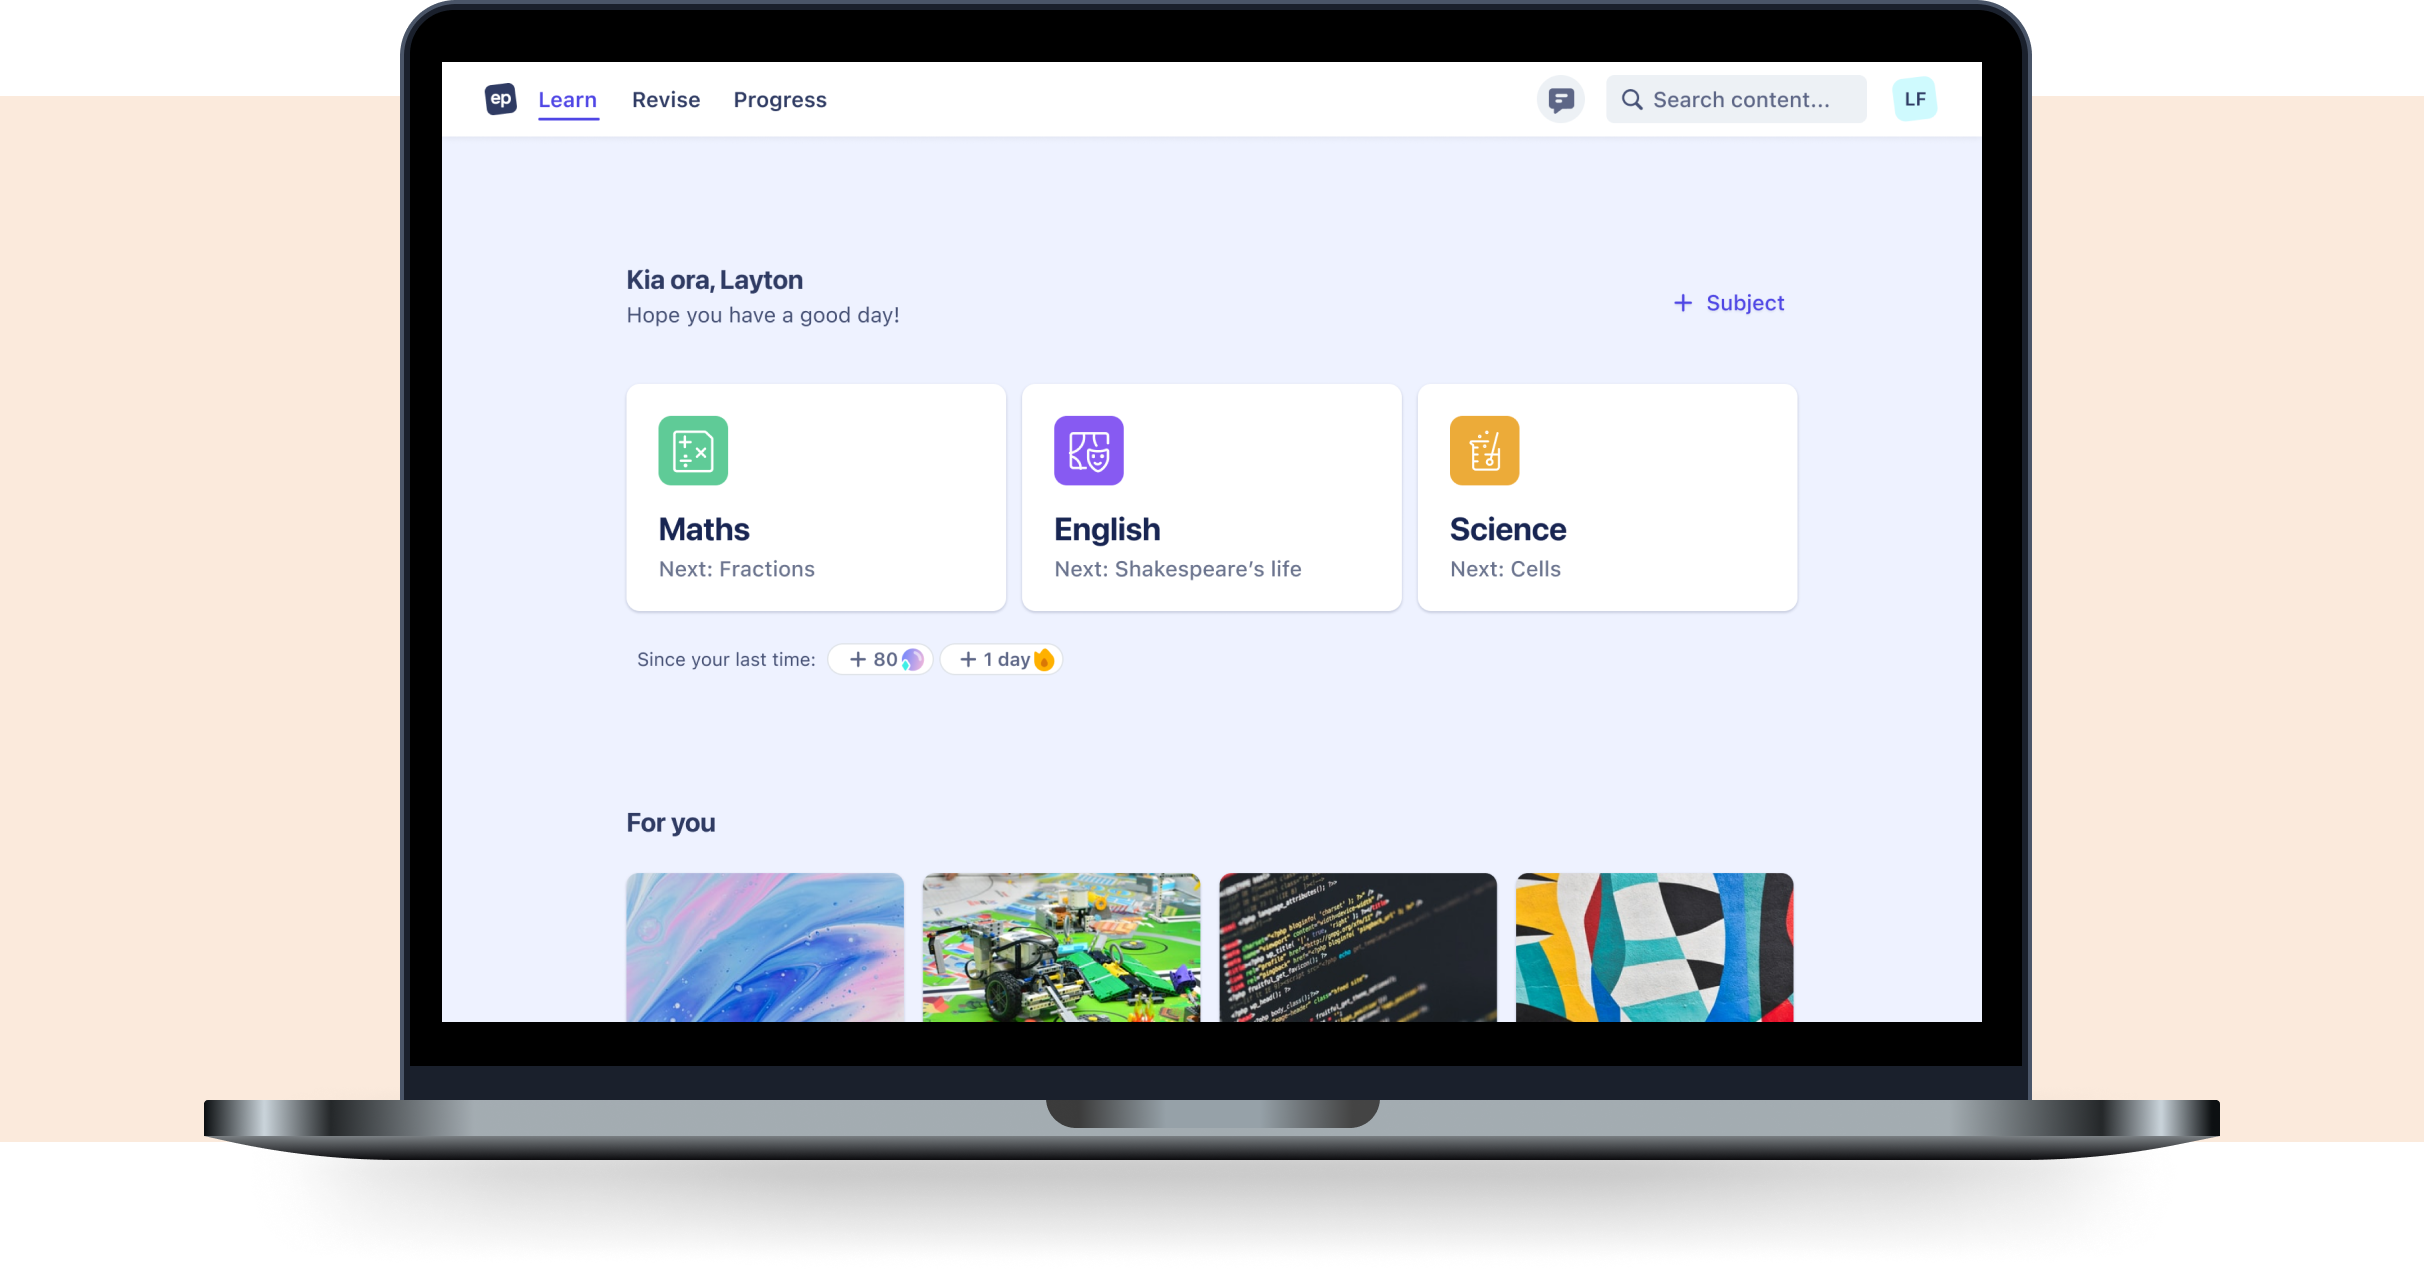 ep
Learn
Revise
Progress
Search content...
LF
Kia ora, Layton
Hope you have a good day!
+ Subject
Maths
Next: Fractions
English
Next: Shakespeare’s life
Science
Next: Cells
Since your last time:
+ 80
+ 1 day
For you